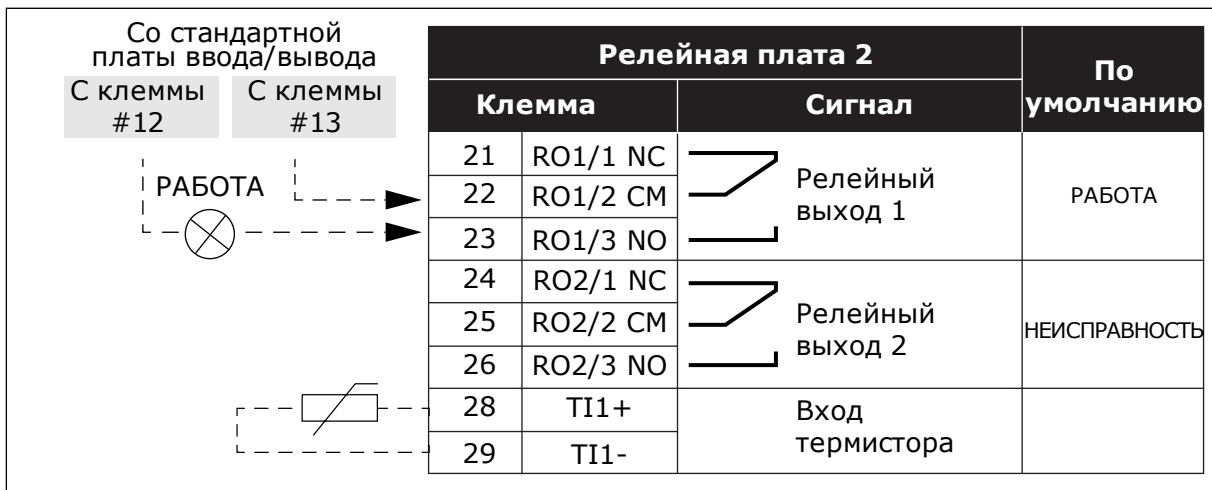 Со стандартной
платы ввода/вывода
С клеммы #12
С клеммы #13
РАБОТА
Релейная плата 2
По умолчанию
Клемма
Сигнал
21 RO1/1 NC
22 RO1/2 CM
23 RO1/3 NO
Релейный
выход 1
РАБОТА
24 RO2/1 NC
25 RO2/2 CM
26 RO2/3 NO
Релейный
выход 2
НЕИСПРАВНОСТЬ
28 TI1+
29 TI1-
Вход
термистора